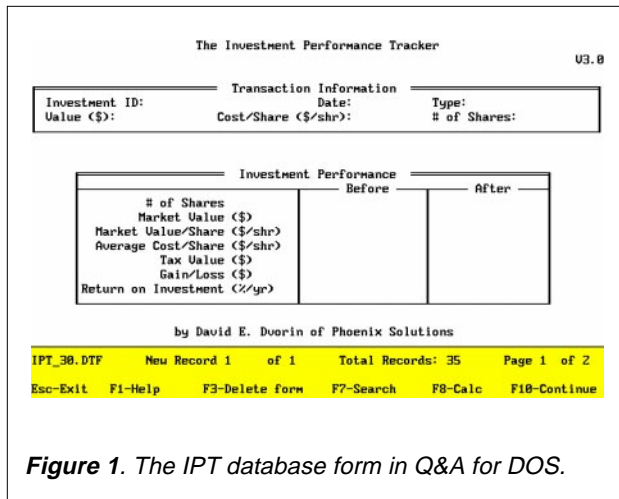 The Investment Performance Tracker
V3.0
Transaction Information
Investment ID: Date: Type:
Value ($): Cost/Share ($/shr): # of Shares:
Investment Performance
Before After
# of Shares
Market Value ($)
Market Value/Share ($/shr)
Average Cost/Share ($/shr)
Tax Value ($)
Gain/Loss ($)
Return on Investment (%/yr)
by David E. Dvorin of Phoenix Solutions
IPT_30.DTF New Record 1 of 1 Total Records: 35 Page 1 of 2
Esc-Exit F1-Help F3-Delete form F7-Search F8-Calc F10-Continue
Figure 1. The IPT database form in Q&A for DOS.